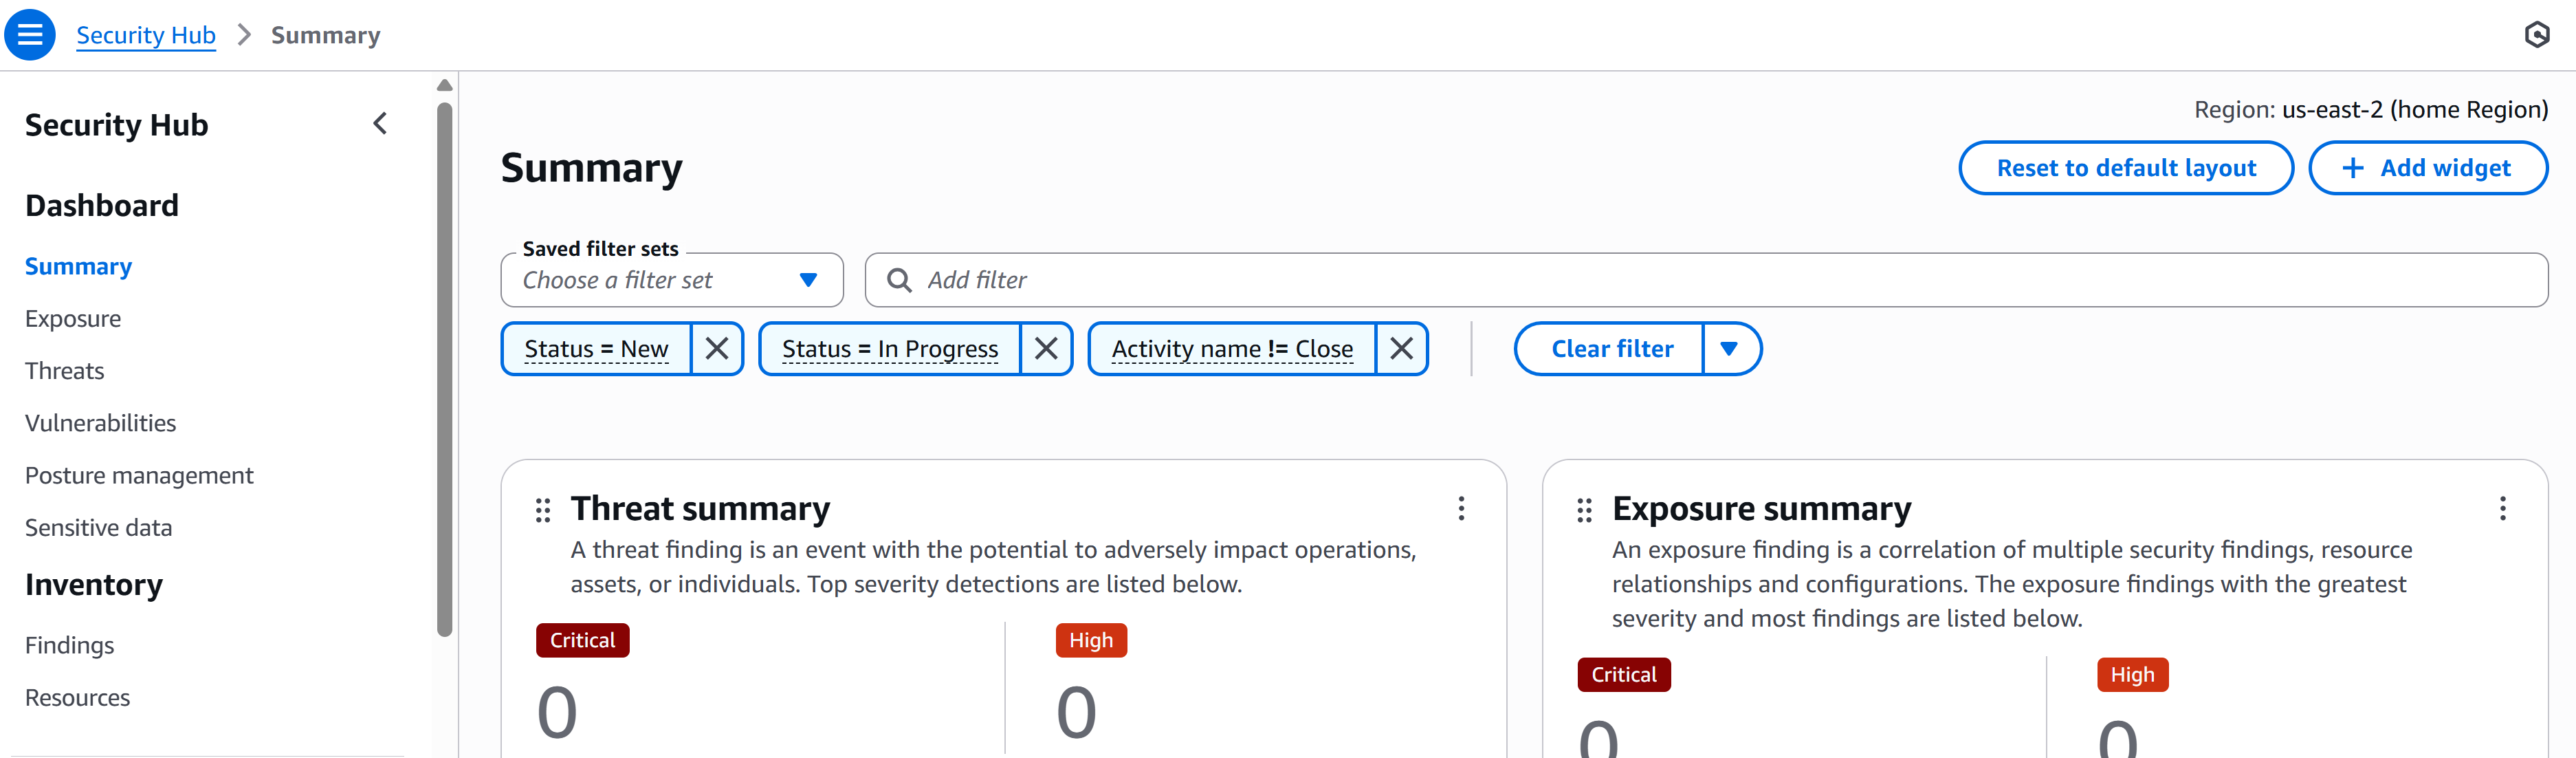 Security Hub > Summary
Security Hub
Dashboard
Summary
Exposure
Threats
Vulnerabilities
Posture management
Sensitive data
Inventory
Findings
Resources
Region: us-east-2 (home Region)
Summary
Reset to default layout
+ Add widget
Saved filter sets
Choose a filter set
Add filter
Status = New
Status = In Progress
Activity name != Close
Clear filter
Threat summary
A threat finding is an event with the potential to adversely impact operations,
assets, or individuals. Top severity detections are listed below.
Critical
0
High
0
Exposure summary
An exposure finding is a correlation of multiple security findings, resource
relationships and configurations. The exposure findings with the greatest
severity and most findings are listed below.
Critical
0
High
0